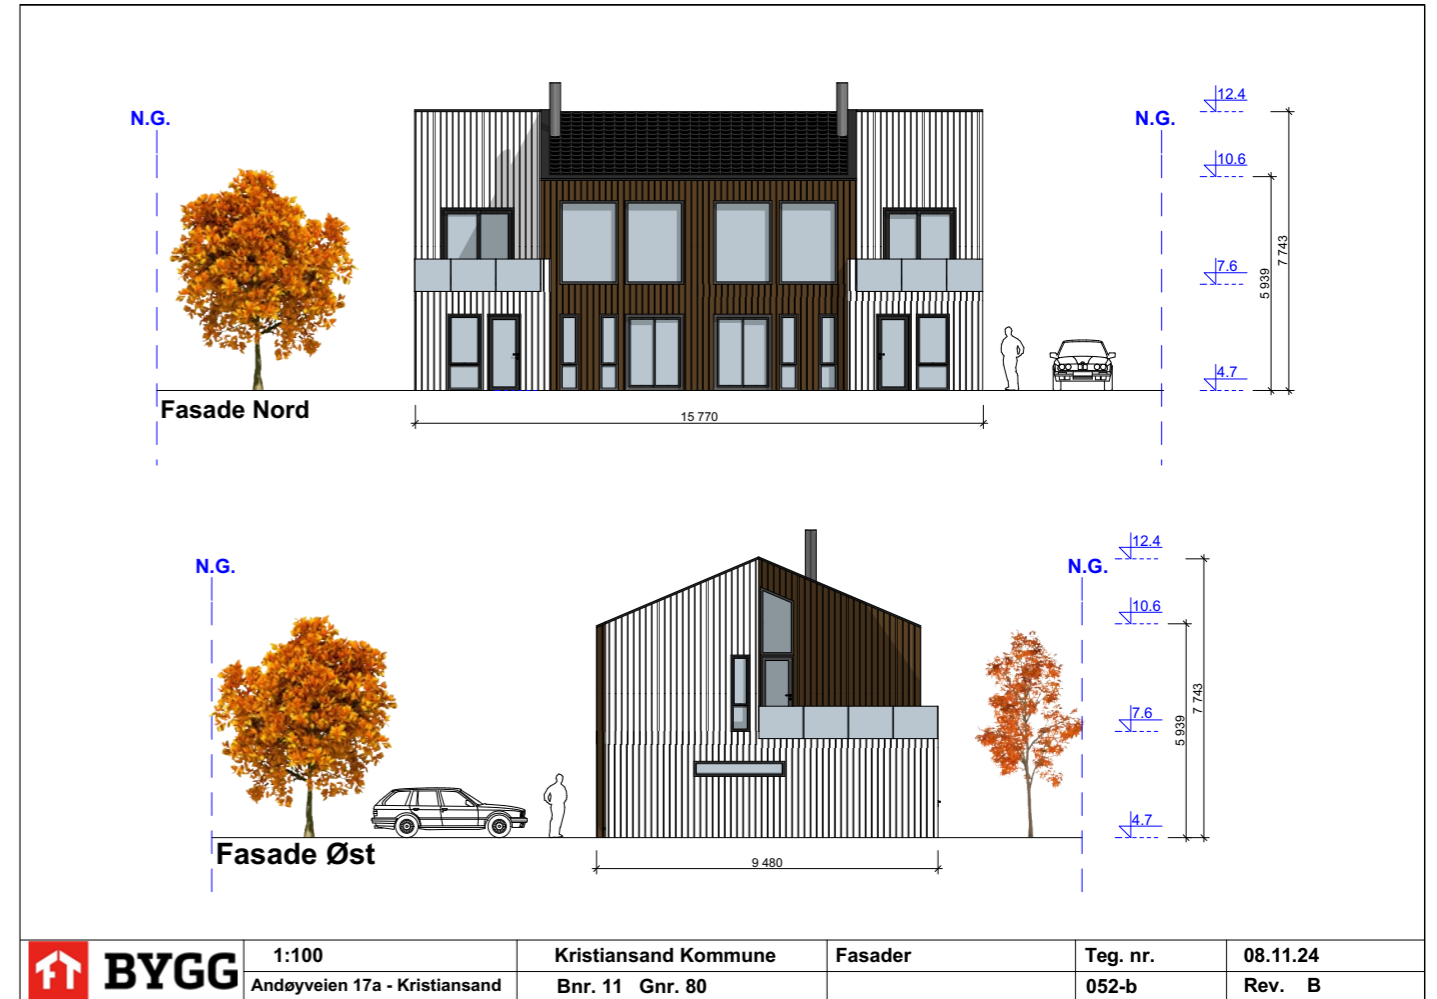 N.G.
N.G.
12.4
10.6
7.6
4.7
5 939
7 743
Fasade Nord
15 770
N.G.
N.G.
12.4
10.6
7.6
4.7
5 939
7 743
Fasade Øst
9 480
BYGG
1:100
Kristiansand Kommune
Fasader
Teg. nr.
08.11.24
Andøyveien 17a - Kristiansand
Bnr. 11 Gnr. 80
052-b
Rev. B